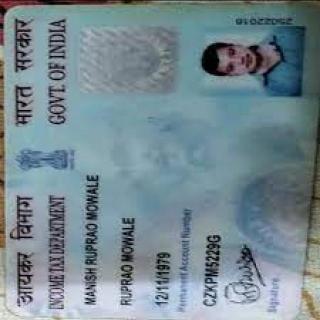 आयकर विभाग
INCOME TAX DEPARTMENT
भारत सरकार
GOVT. OF INDIA
MANISH RUPRAO MOWALE
RUPRAO MOWALE
12/11/1979
Permanent Account Number
CZKPM5229G
Signature
25022016